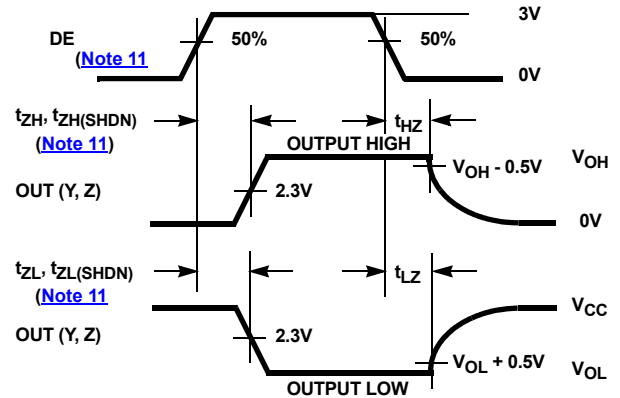 3V
DE
(Note 11
50%
50%
0V
tZH, tZH(SHDN)
(Note 11)
tHZ
OUTPUT HIGH
VOH - 0.5V
VOH
OUT (Y, Z)
2.3V
0V
tZL, tZL(SHDN)
(Note 11
tLZ
VCC
OUT (Y, Z)
2.3V
VOL + 0.5V
VOL
OUTPUT LOW